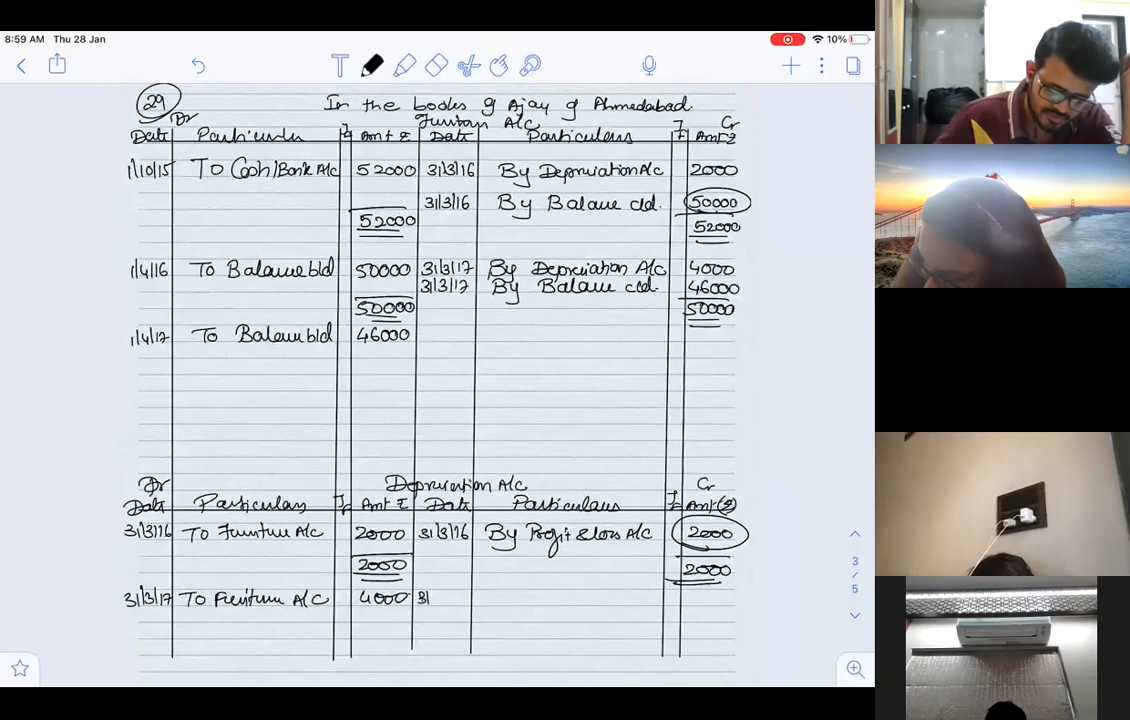 8:59 AM Thu 28 Jan
10%
T
29 In the books of Ajay of Ahmedabad.
Dr Furniture A/C Cr
Date Particulars J/F Amt ₹ Date Particulars J/F Amt ₹
1/10/15 To Cash/Bank A/c 52000 31/3/16 By Depreciation A/c 2000
31/3/16 By Balance c/d. 50000
52000 52000
1/4/16 To Balance b/d 50000 31/3/17 By Depreciation A/c 4000
31/3/17 By Balance c/d. 46000
50000 50000
1/4/17 To Balance b/d 46000
Dr Depreciation A/C Cr
Date Particulars J/F Amt ₹ Date Particulars J/F Amt (₹)
31/3/16 To Furniture A/C 2000 31/3/16 By Profit & loss A/C 2000
2000 2000
31/3/17 To Furniture A/C 4000 31
3
/
5